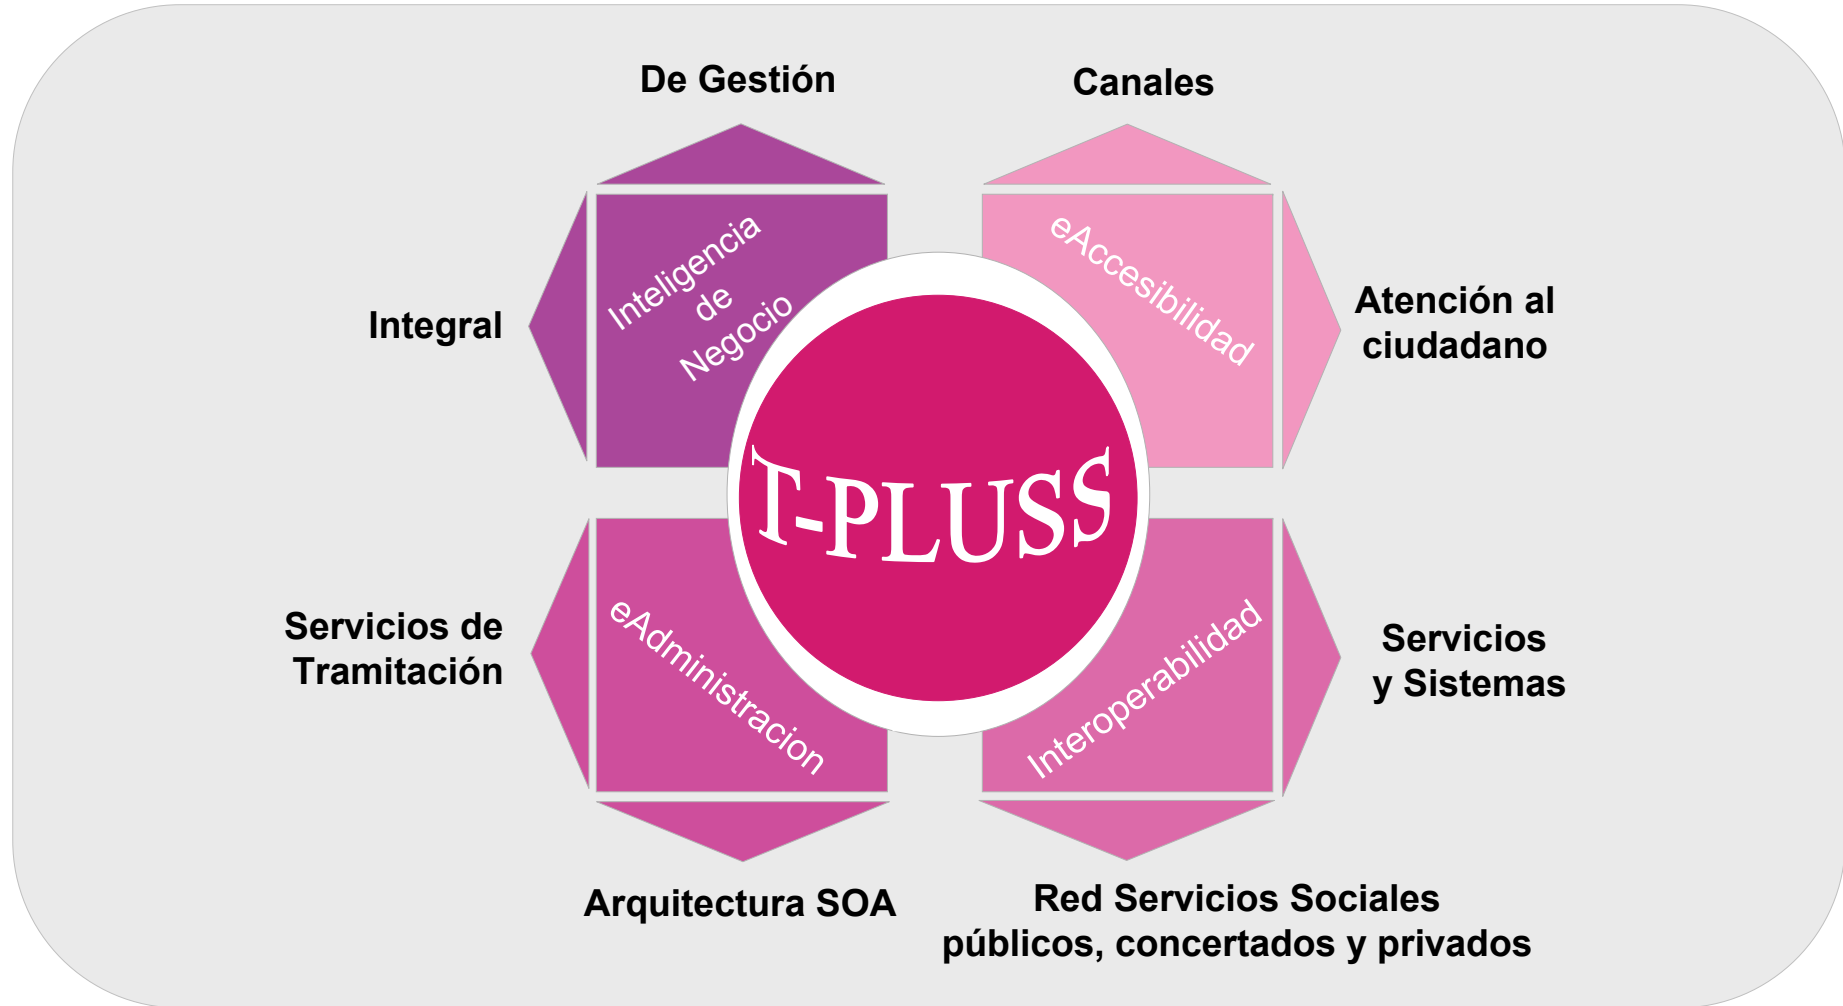 De Gestión
Canales
Inteligencia
de
Negocio
eAccesibilidad
Integral
Atención al
ciudadano
T-PLUSS
Servicios de
Tramitación
eAdministracion
Interoperabilidad
Servicios
y Sistemas
Arquitectura SOA
Red Servicios Sociales
públicos, concertados y privados